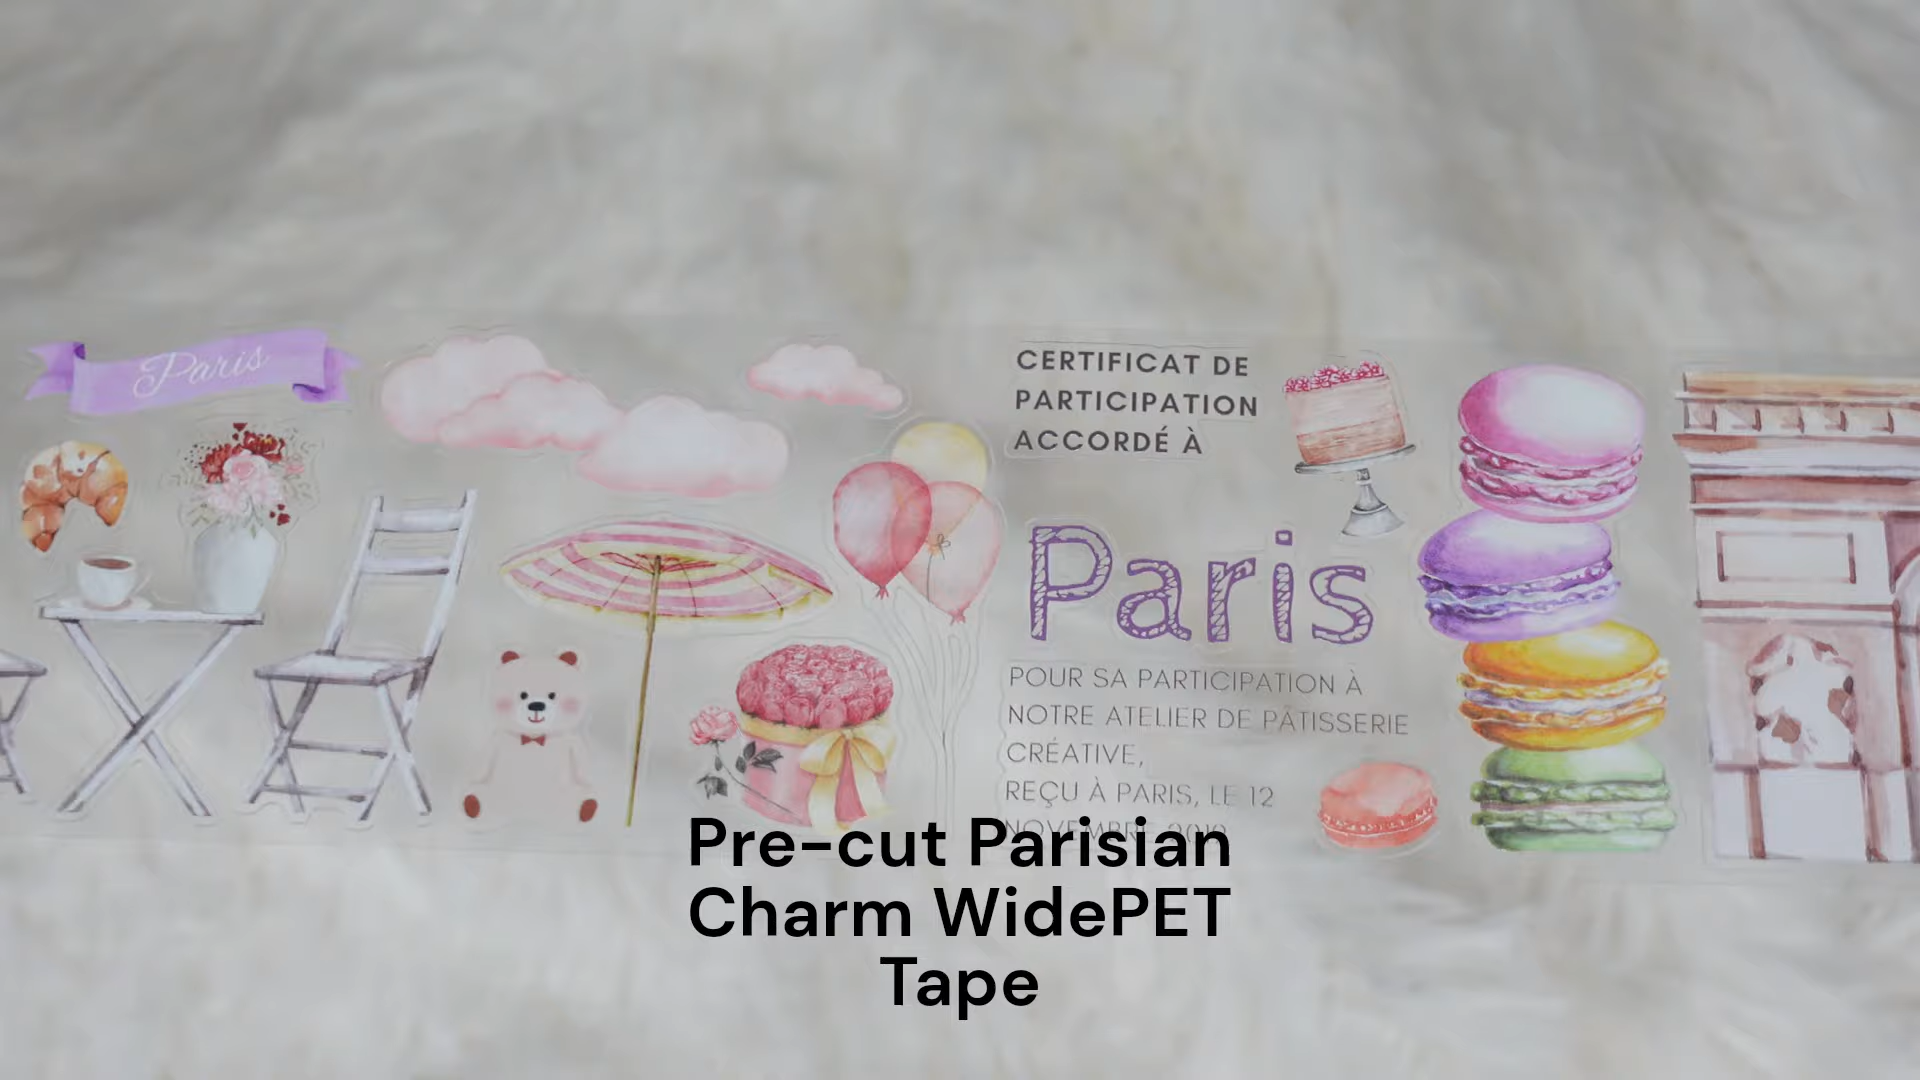 Paris
CERTIFICAT DE
PARTICIPATION
ACCORDÉ À
Paris
POUR SA PARTICIPATION À
NOTRE ATELIER DE PÂTISSERIE
CRÉATIVE,
REÇU À PARIS, LE 12
NOVEMBRE
Pre-cut Parisian
Charm WidePET
Tape